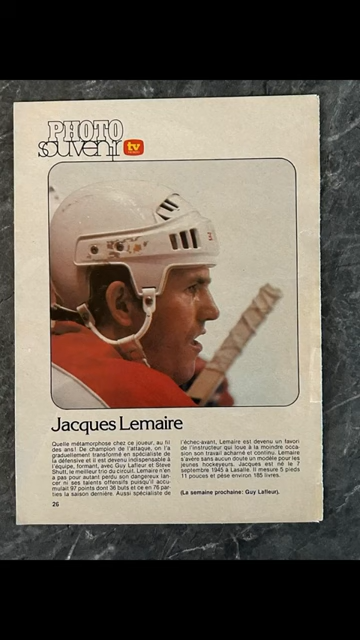 PHOTO
souvenir tv
Jacques Lemaire
Quelle métamorphose chez ce joueur, au fil
des ans! De champion de l'attaque, on l'a
graduellement transformé en spécialiste de
la défensive et il est devenu indispensable à
l'équipe, formant, avec Guy Lafleur et Steve
Shutt, le meilleur trio du circuit. Lemaire n'en
a pas pour autant perdu son dangereux lan-
cer ni ses talents offensifs puisqu'il accu-
mulait 97 points dont 36 buts et ce en 76 par-
ties la saison dernière. Aussi spécialiste de
l'échec-avant, Lemaire est devenu un favori
de l'instructeur qui loue à la moindre occa-
sion son travail acharné et continu. Lemaire
s'avère sans aucun doute un modèle pour les
jeunes hockeyeurs. Jacques est né le 7
septembre 1945 à Lasalle. Il mesure 5 pieds
11 pouces et pèse environ 185 livres.
(La semaine prochaine: Guy Lafleur).
26